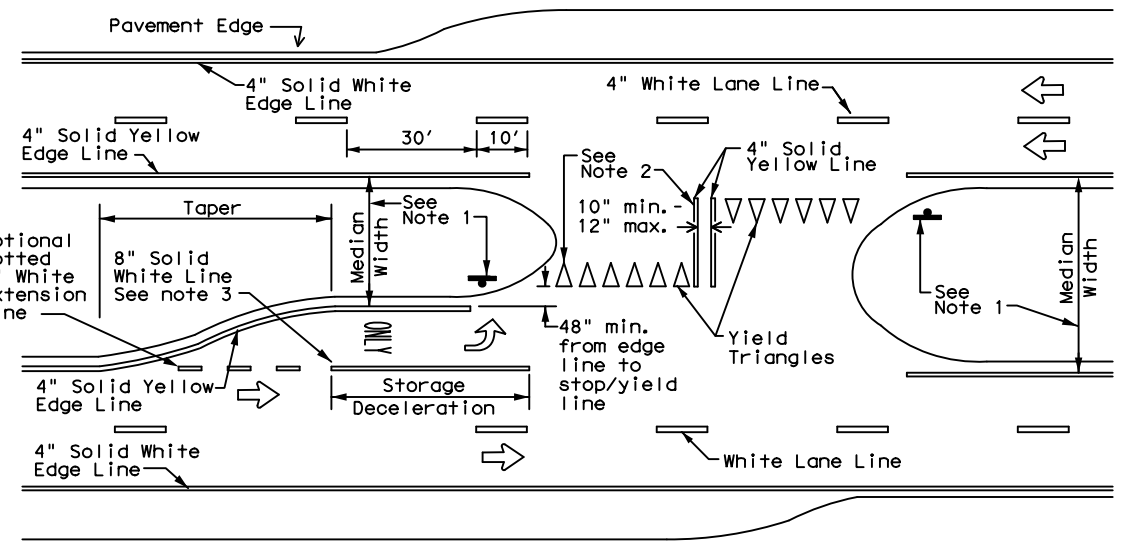 Pavement Edge
4" Solid White
Edge Line
4" White Lane Line
4" Solid Yellow
Edge Line
30'
10'
See
Note 2
4" Solid
Yellow Line
Taper
See
Note 1
Median
Width
10" min.
12" max.
8" Solid
White Line
See note 3
White
ONLY
48" min.
from edge
line to
stop/yield
line
Yield
Triangles
See
Note 1
Median
Width
4" Solid Yellow
Edge Line
Storage
Deceleration
4" Solid White
Edge Line
White Lane Line